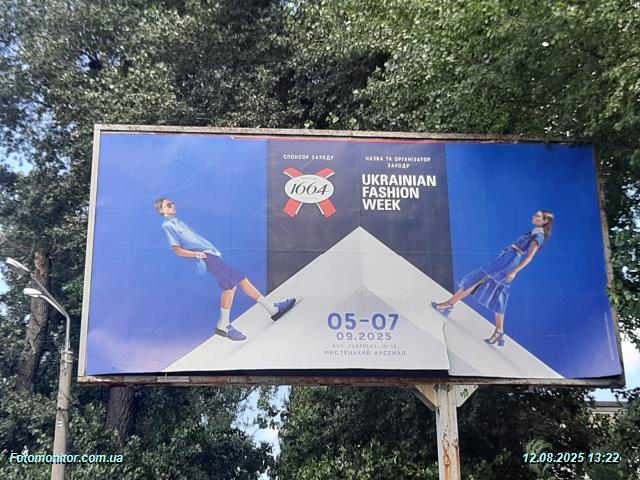 СПОНСОР ЗАХОДУ
1664
НАЗВА ТА ОРГАНІЗАТОР
ЗАХОДУ
UKRAINIAN
FASHION
WEEK
05-07
09.2025
ВУЛ. ЛАВРСЬКА, 10-12
МИСТЕЦЬКИЙ АРСЕНАЛ
Fotomonitor.com.ua
12.08.2025 13:22